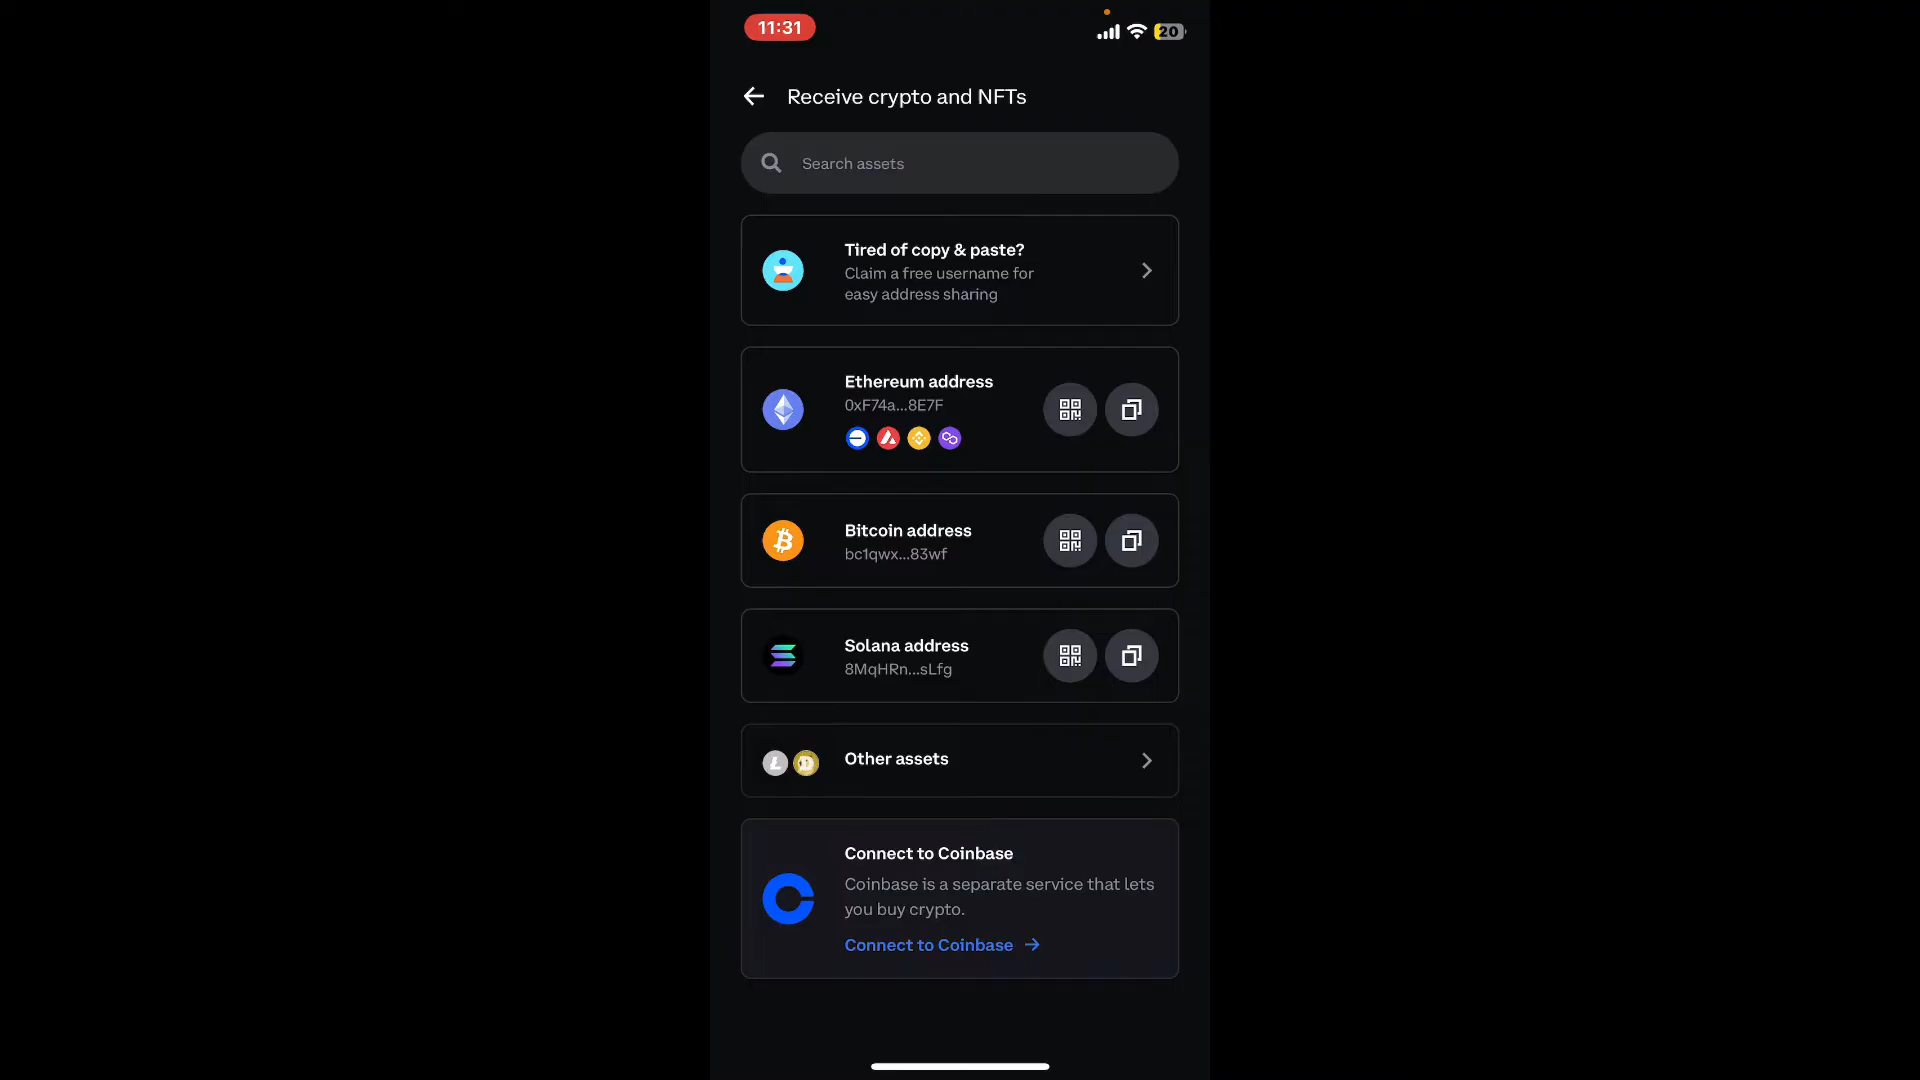 11:31
20
Receive crypto and NFTs
Search assets
Tired of copy & paste?
Claim a free username for
easy address sharing
Ethereum address
0xF74a...8E7F
Bitcoin address
bc1qwx...83wf
Solana address
8MqHRn...sLfg
Other assets
Connect to Coinbase
Coinbase is a separate service that lets
you buy crypto.
Connect to Coinbase